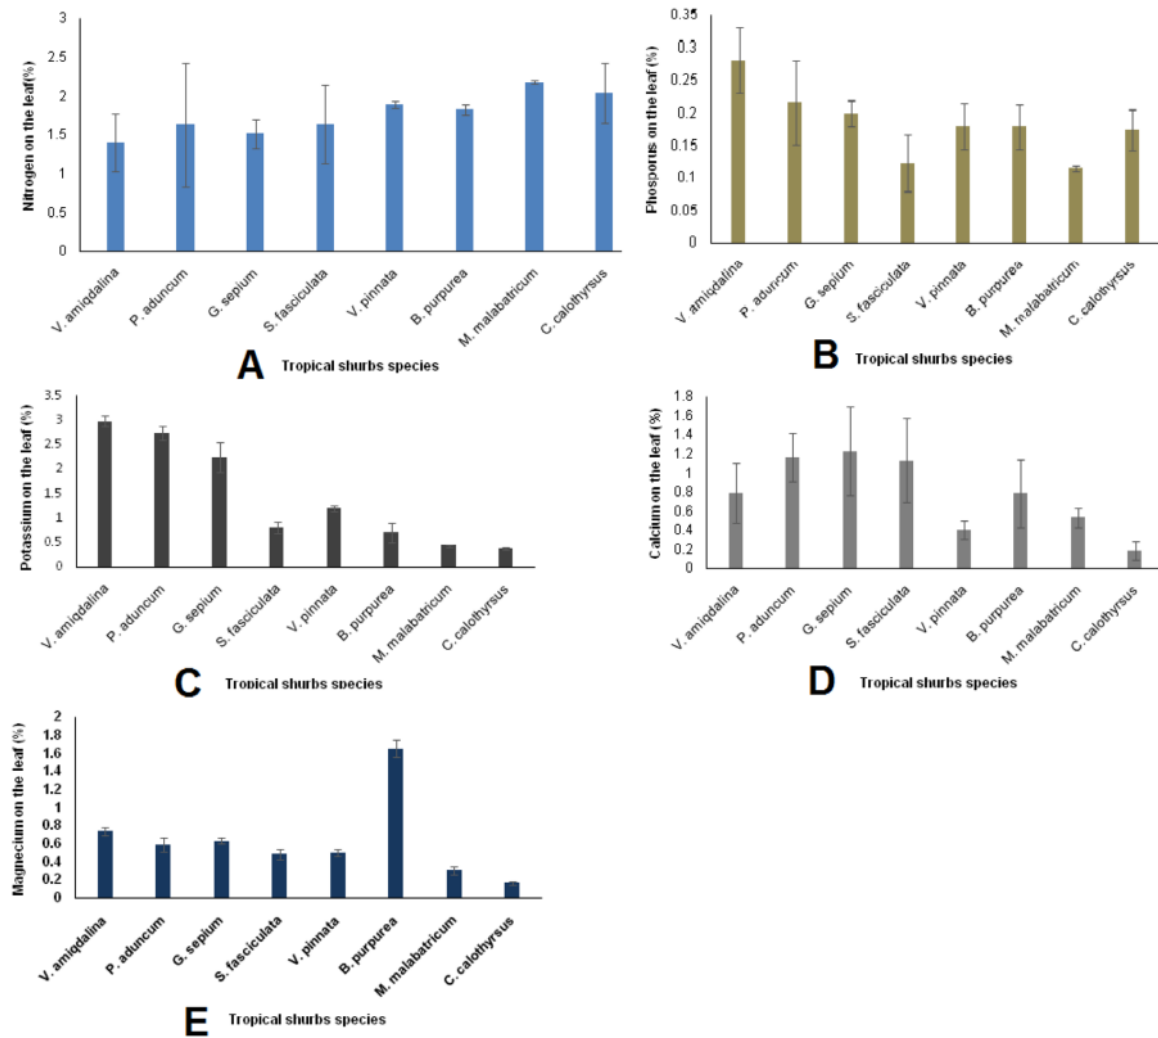 Nitrogen on the leaf(%)
3
2.5
2
1.5
1
0.5
0
V. amiqdalina
P. aduncum
G. sepium
S. fasciculata
V. pinnata
B. purpurea
M. malabatricum
C. calothyrsus
A
Tropical shurbs species
Phosporus on the leaf (%)
0.35
0.3
0.25
0.2
0.15
0.1
0.05
0
V. amiqdalina
P. aduncum
G. sepium
S. fasciculata
V. pinnata
B. purpurea
M. malabatricum
C. calothyrsus
B
Tropical shurbs species
Potassium on the leaf (%)
3.5
3
2.5
2
1.5
1
0.5
0
V. amiqdalina
P. aduncum
G. sepium
S. fasciculata
V. pinnata
B. purpurea
M. malabatricum
C. calothyrsus
C
Tropical shurbs species
Calcium on the leaf (%)
1.8
1.6
1.4
1.2
1
0.8
0.6
0.4
0.2
0
V. amiqdalina
P. aduncum
G. sepium
S. fasciculata
V. pinnata
B. purpurea
M. malabatricum
C. calothyrsus
D
Tropical shurbs species
Magnecium on the leaf (%)
2
1.8
1.6
1.4
1.2
1
0.8
0.6
0.4
0.2
0
V. amiqdalina
P. aduncum
G. sepium
S. fasciculata
V. pinnata
B. purpurea
M. malabatricum
C. calothyrsus
E
Tropical shurbs species